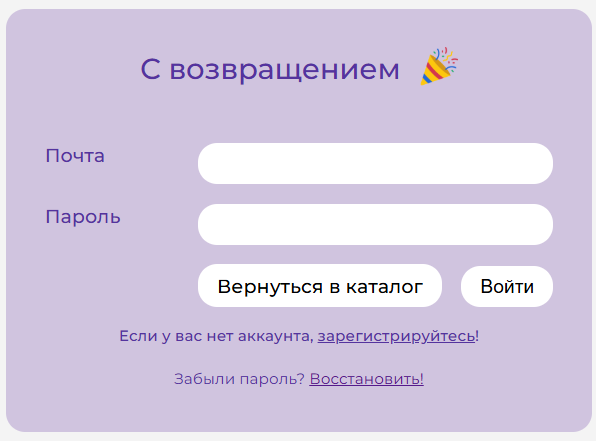 С возвращением 🎉
Почта
Пароль
Вернуться в каталог Войти
Если у вас нет аккаунта, зарегистрируйтесь!
Забыли пароль? Восстановить!